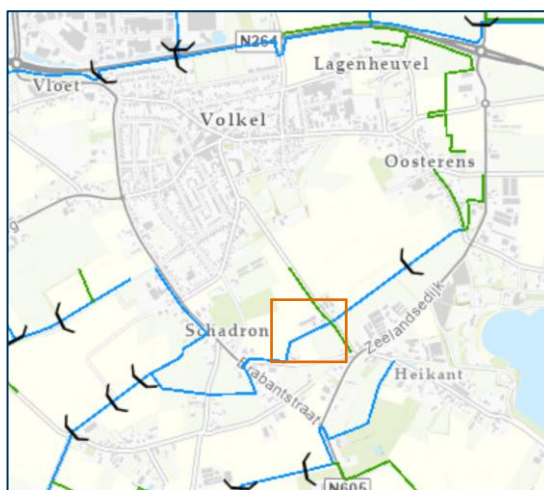 N264
Lagenheuvel
Vloet
Volkel
Oosterens
Schadron
Zeelandsedijk
Brabantstraat
Heikant
N605